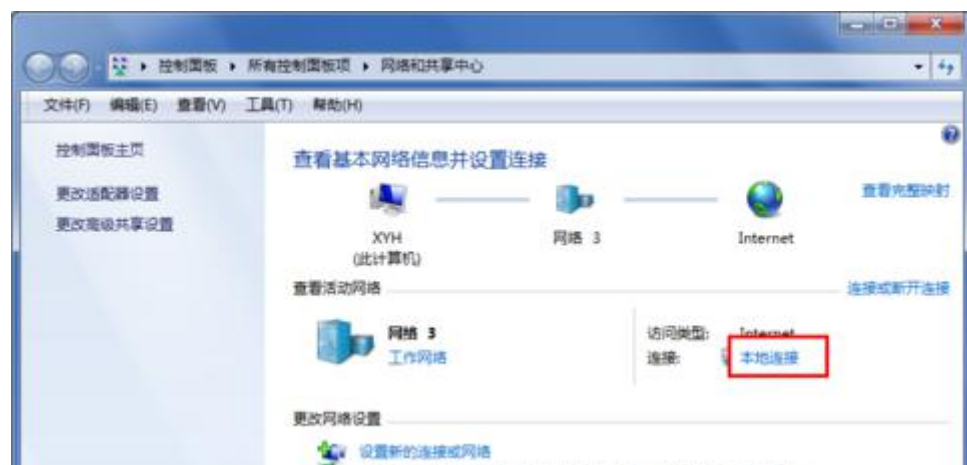 控制面板 ▸ 所有控制面板项 ▸ 网络和共享中心
文件(F) 编辑(E) 查看(V) 工具(T) 帮助(H)
控制面板主页
更改适配器设置
更改高级共享设置
查看基本网络信息并设置连接
查看完整映射
XYH
(此计算机)
网络 3
Internet
查看活动网络
连接或断开连接
网络 3
工作网络
访问类型: Internet
连接: 本地连接
更改网络设置
设置新的连接或网络